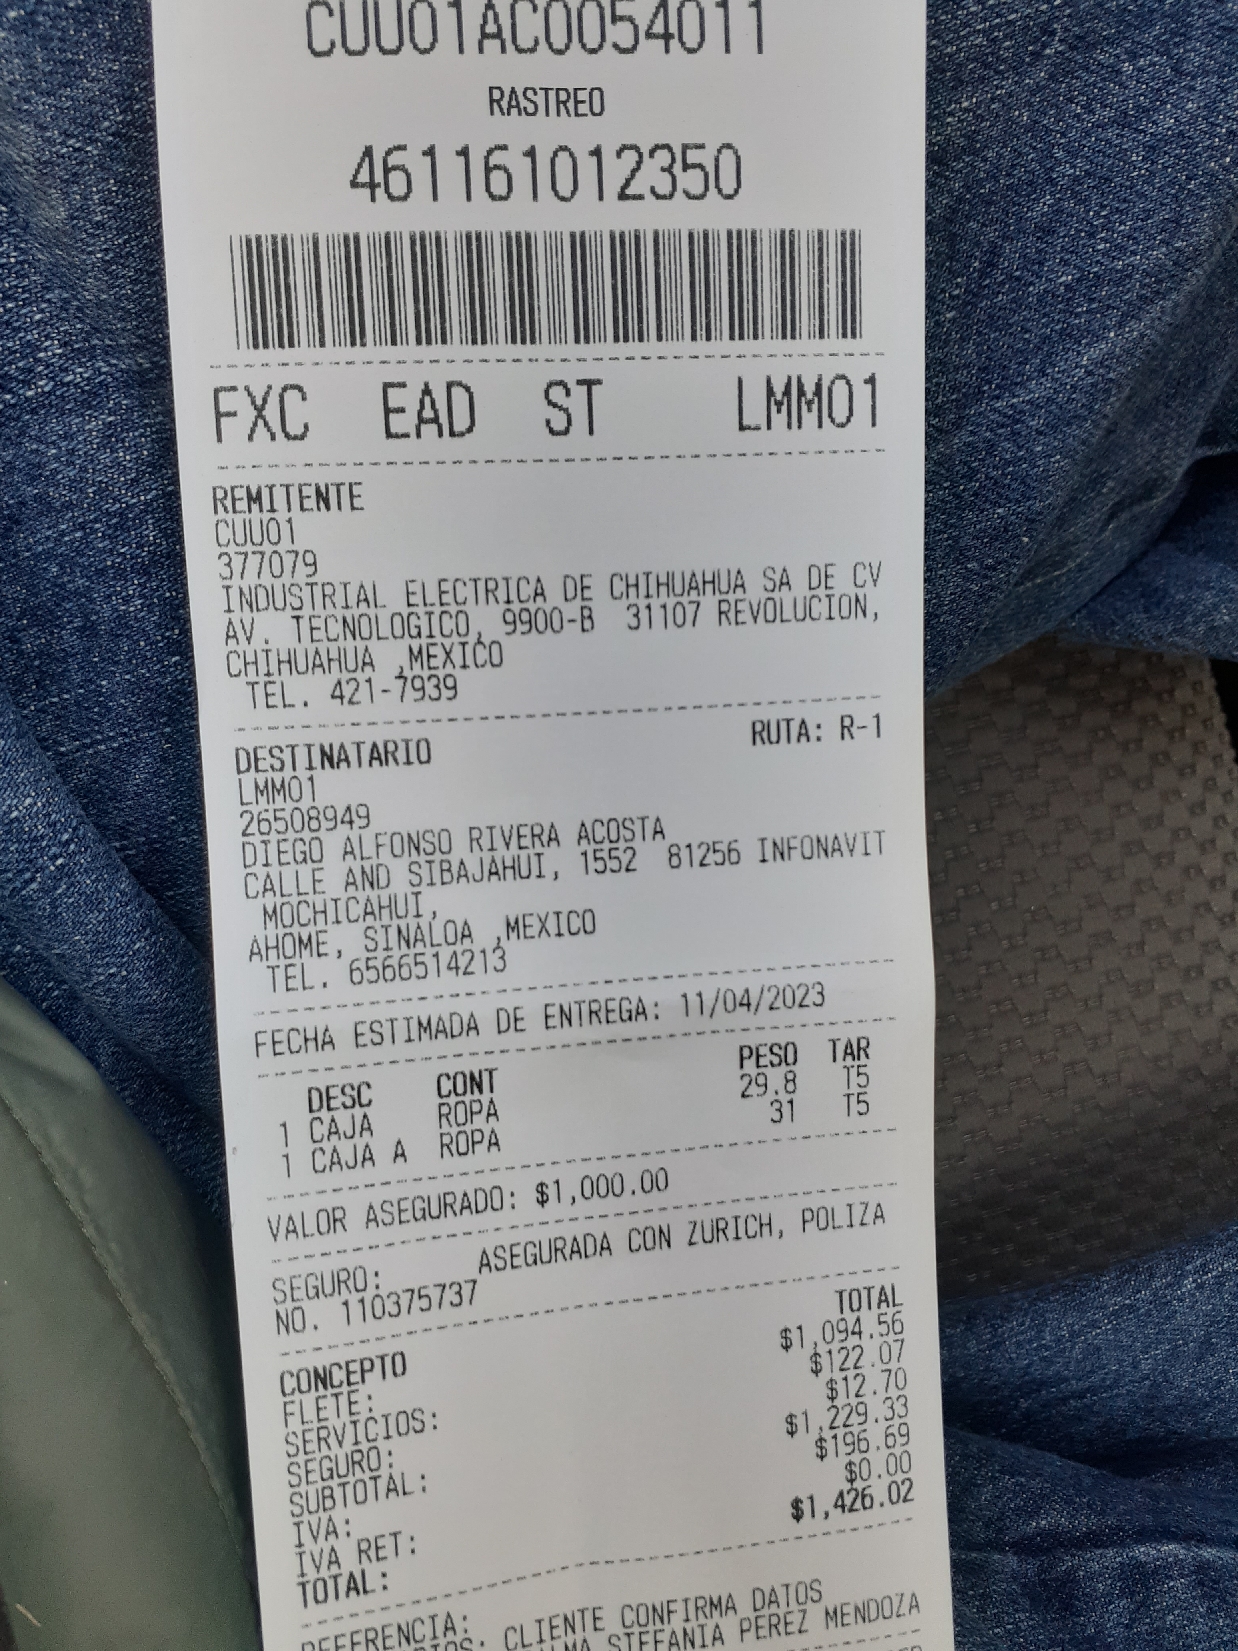 CUU01AC0054011
RASTREO
461161012350
FXC EAD ST LMM01
REMITENTE
CUU01
377079
INDUSTRIAL ELECTRICA DE CHIHUAHUA SA DE CV
AV. TECNOLOGICO, 9900-B 31107 REVOLUCION,
CHIHUAHUA ,MEXICO
TEL. 421-7939
DESTINATARIO RUTA: R-1
LMM01
26508949
DIEGO ALFONSO RIVERA ACOSTA
CALLE AND SIBAJAHUI, 1552 81256 INFONAVIT
MOCHICAHUI,
AHOME, SINALOA ,MEXICO
TEL. 6566514213
FECHA ESTIMADA DE ENTREGA: 11/04/2023
DESC CONT PESO TAR
1 CAJA ROPA 29.8 T5
1 CAJA A ROPA 31 T5
VALOR ASEGURADO: $1,000.00
SEGURO: ASEGURADA CON ZURICH, POLIZA
NO. 110375737
CONCEPTO TOTAL
FLETE: $1,094.56
SERVICIOS: $122.07
SEGURO: $12.70
SUBTOTAL: $1,229.33
IVA: $196.69
IVA RET: $0.00
TOTAL: $1,426.02
REFERENCIA:
CLIENTE CONFIRMA DATOS
STEFANIA PEREZ MENDOZA